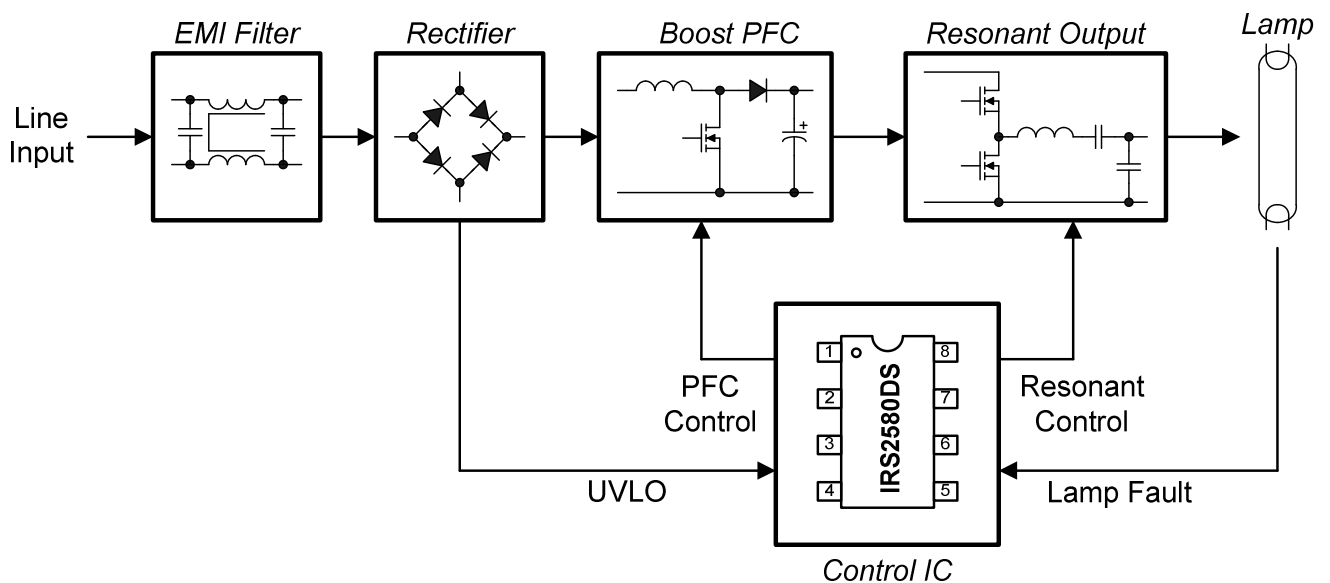 EMI Filter
Rectifier
Boost PFC
Resonant Output
Lamp
Line
Input
+
PFC
Control
1
2
3
4
IRS2580DS
8
7
6
5
Resonant
Control
UVLO
Lamp Fault
Control IC